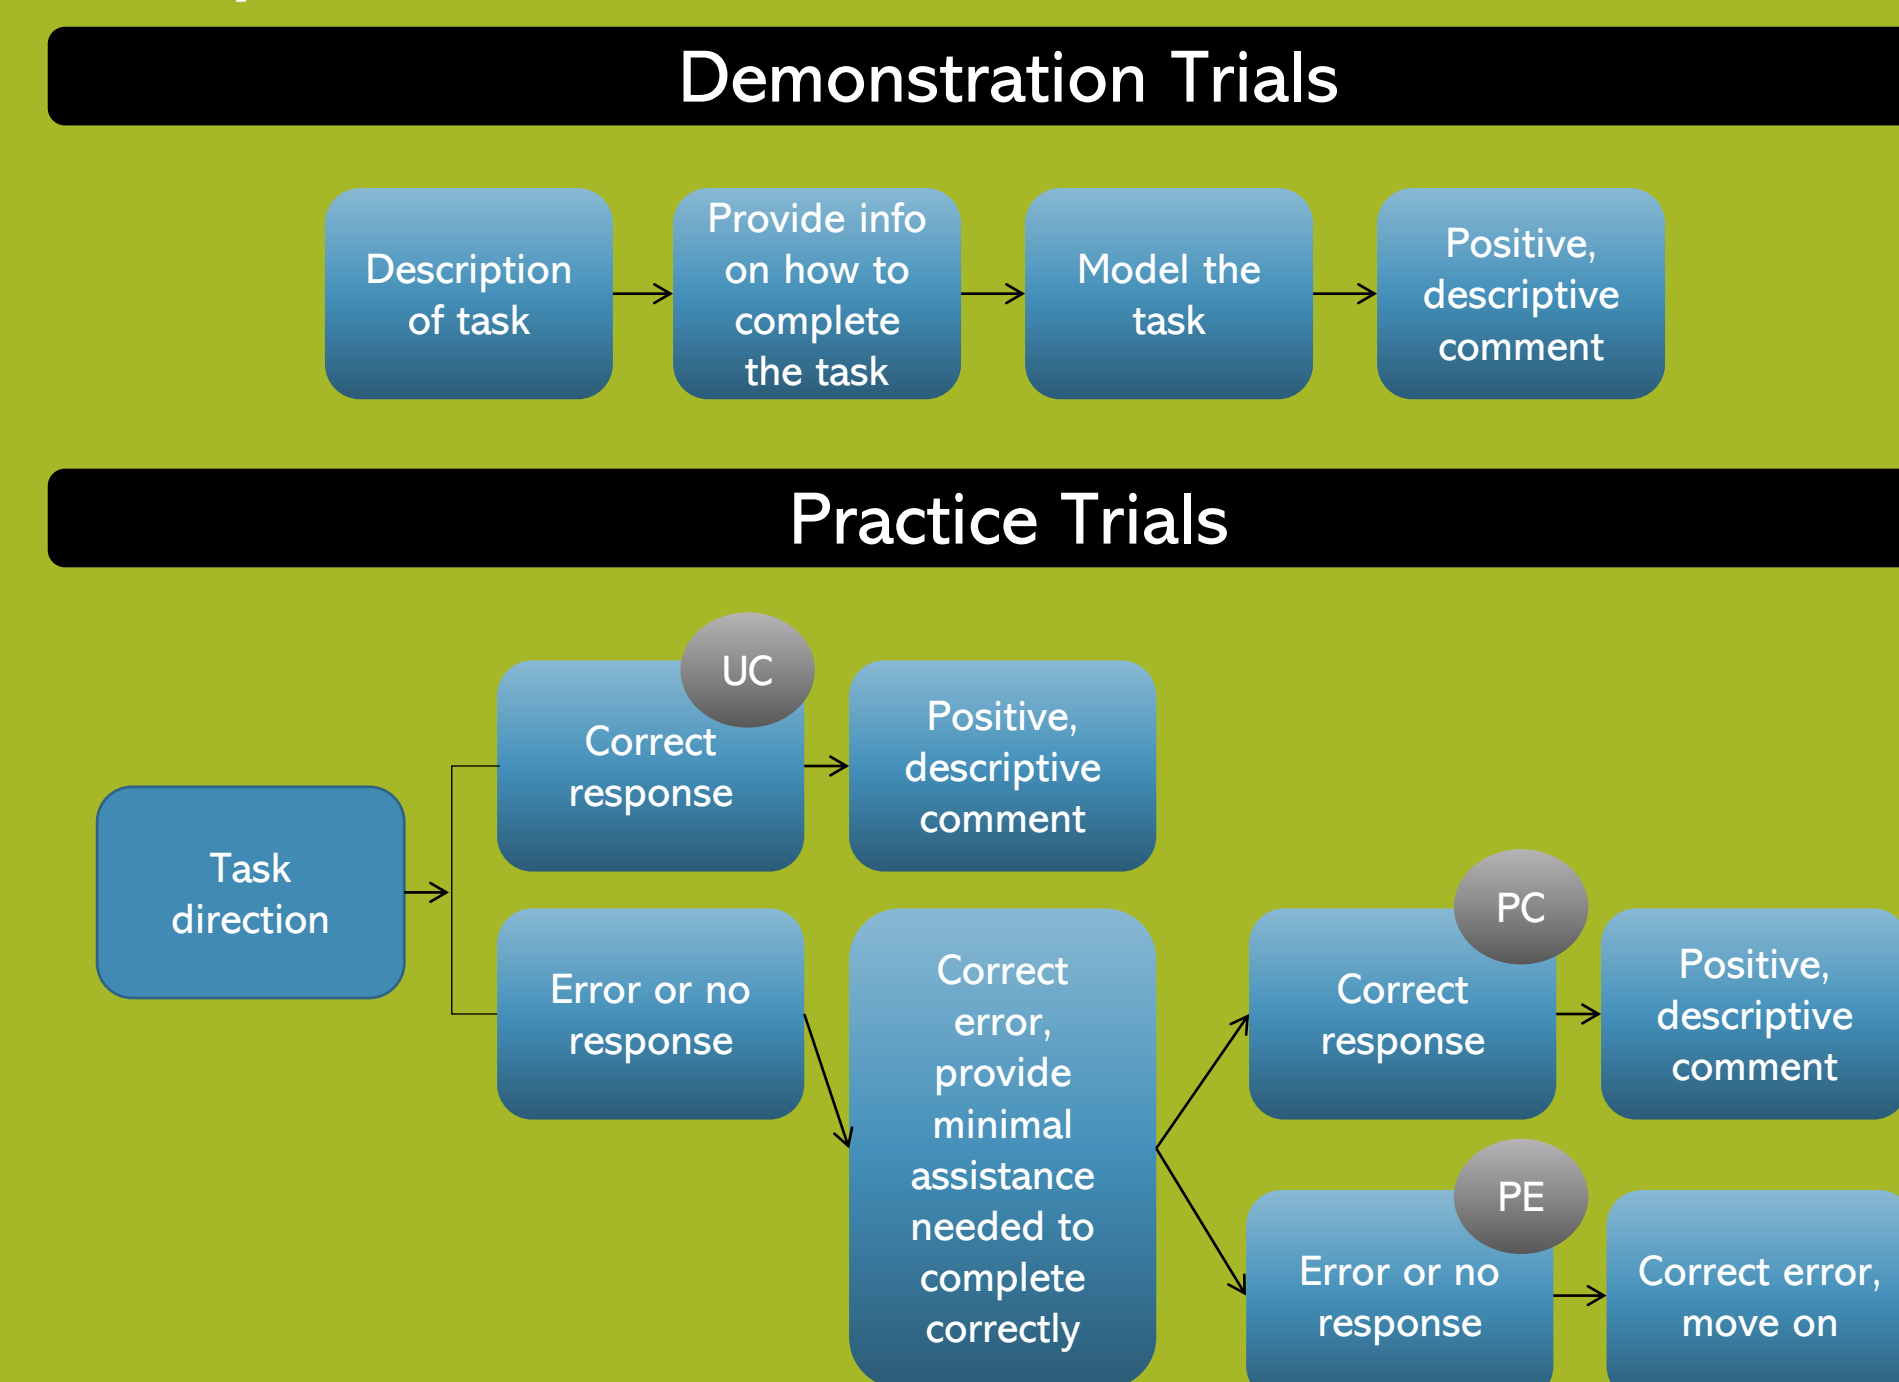 Demonstration Trials
Description
of task
Provide info
on how to
complete
the task
Model the
task
Positive,
descriptive
comment
Practice Trials
Task
direction
UC
Correct
response
Positive,
descriptive
comment
Error or no
response
Correct
error,
provide
minimal
assistance
needed to
complete
correctly
PC
Correct
response
Positive,
descriptive
comment
PE
Error or no
response
Correct error,
move on